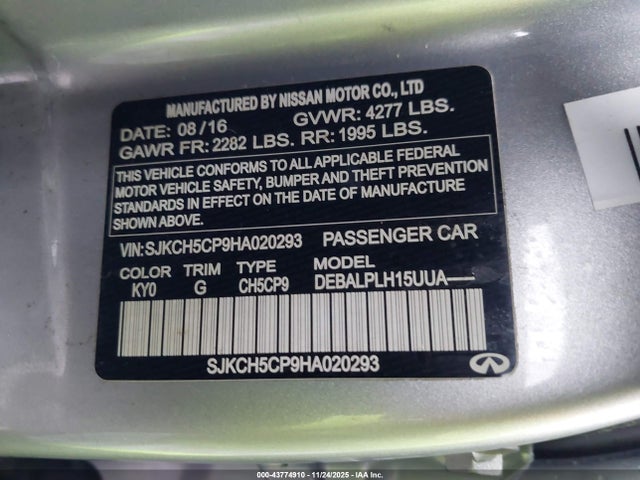 MANUFACTURED BY NISSAN MOTOR CO., LTD
DATE: 08/16 GVWR: 4277 LBS.
GAWR FR: 2282 LBS. RR: 1995 LBS.
THIS VEHICLE CONFORMS TO ALL APPLICABLE FEDERAL
MOTOR VEHICLE SAFETY, BUMPER AND THEFT PREVENTION
STANDARDS IN EFFECT ON THE DATE OF MANUFACTURE
SHOWN ABOVE.
VIN: SJKCH5CP9HA020293 PASSENGER CAR
COLOR TRIM TYPE MODEL
KY0 G CH5CP9 DEBALPLH15UUA—
SJKCH5CP9HA020293
000-43774910 - 11/24/2025 - IAA Inc.